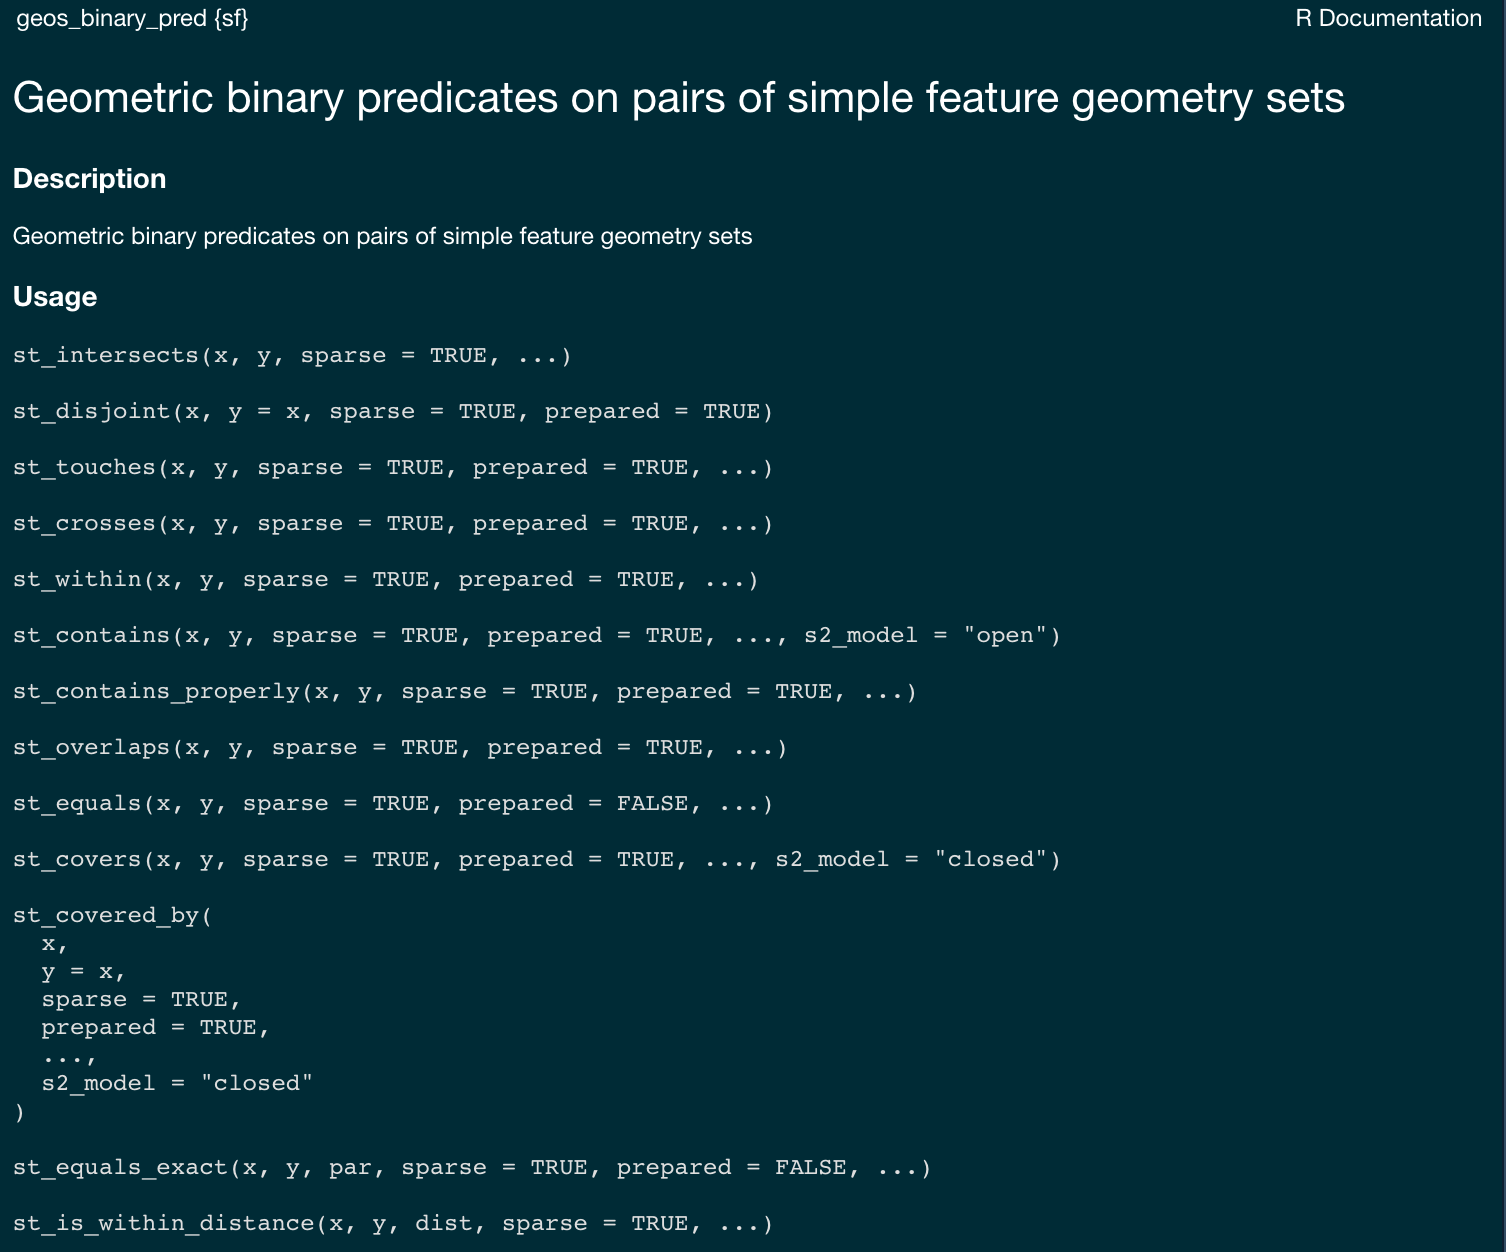 geos_binary_pred {sf} R Documentation
Geometric binary predicates on pairs of simple feature geometry sets
Description
Geometric binary predicates on pairs of simple feature geometry sets
Usage
st_intersects(x, y, sparse = TRUE, ...)
st_disjoint(x, y = x, sparse = TRUE, prepared = TRUE)
st_touches(x, y, sparse = TRUE, prepared = TRUE, ...)
st_crosses(x, y, sparse = TRUE, prepared = TRUE, ...)
st_within(x, y, sparse = TRUE, prepared = TRUE, ...)
st_contains(x, y, sparse = TRUE, prepared = TRUE, ..., s2_model = "open")
st_contains_properly(x, y, sparse = TRUE, prepared = TRUE, ...)
st_overlaps(x, y, sparse = TRUE, prepared = TRUE, ...)
st_equals(x, y, sparse = TRUE, prepared = FALSE, ...)
st_covers(x, y, sparse = TRUE, prepared = TRUE, ..., s2_model = "closed")
st_covered_by(
  x,
  y = x,
  sparse = TRUE,
  prepared = TRUE,
  ...,
  s2_model = "closed"
)
st_equals_exact(x, y, par, sparse = TRUE, prepared = FALSE, ...)
st_is_within_distance(x, y, dist, sparse = TRUE, ...)